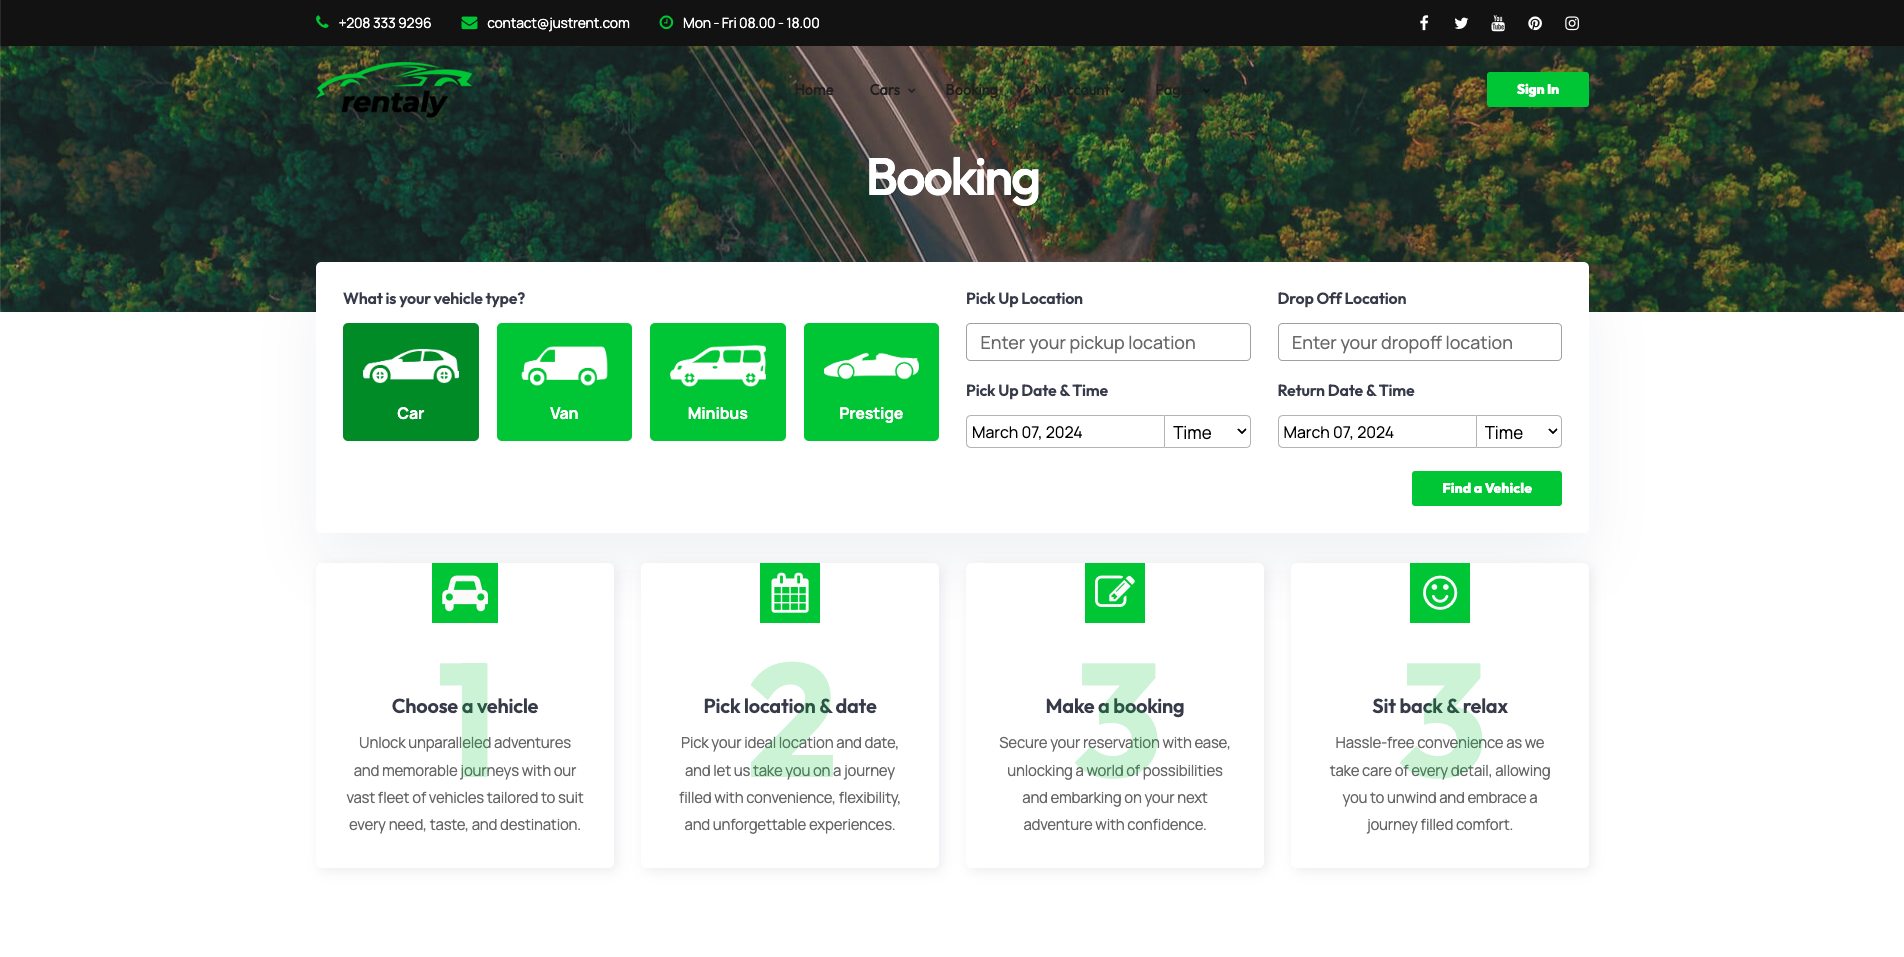 +208 333 9296
contact@justrent.com
Mon - Fri 08.00 - 18.00
rentaly
Home
Cars
Booking
My Account
Pages
Sign In
Booking
What is your vehicle type?
Car
Van
Minibus
Prestige
Pick Up Location
Enter your pickup location
Drop Off Location
Enter your dropoff location
Pick Up Date & Time
March 07, 2024
Time
Return Date & Time
March 07, 2024
Time
Find a Vehicle
1
Choose a vehicle
Unlock unparalleled adventures
and memorable journeys with our
vast fleet of vehicles tailored to suit
every need, taste, and destination.
2
Pick location & date
Pick your ideal location and date,
and let us take you on a journey
filled with convenience, flexibility,
and unforgettable experiences.
3
Make a booking
Secure your reservation with ease,
unlocking a world of possibilities
and embarking on your next
adventure with confidence.
3
Sit back & relax
Hassle-free convenience as we
take care of every detail, allowing
you to unwind and embrace a
journey filled comfort.